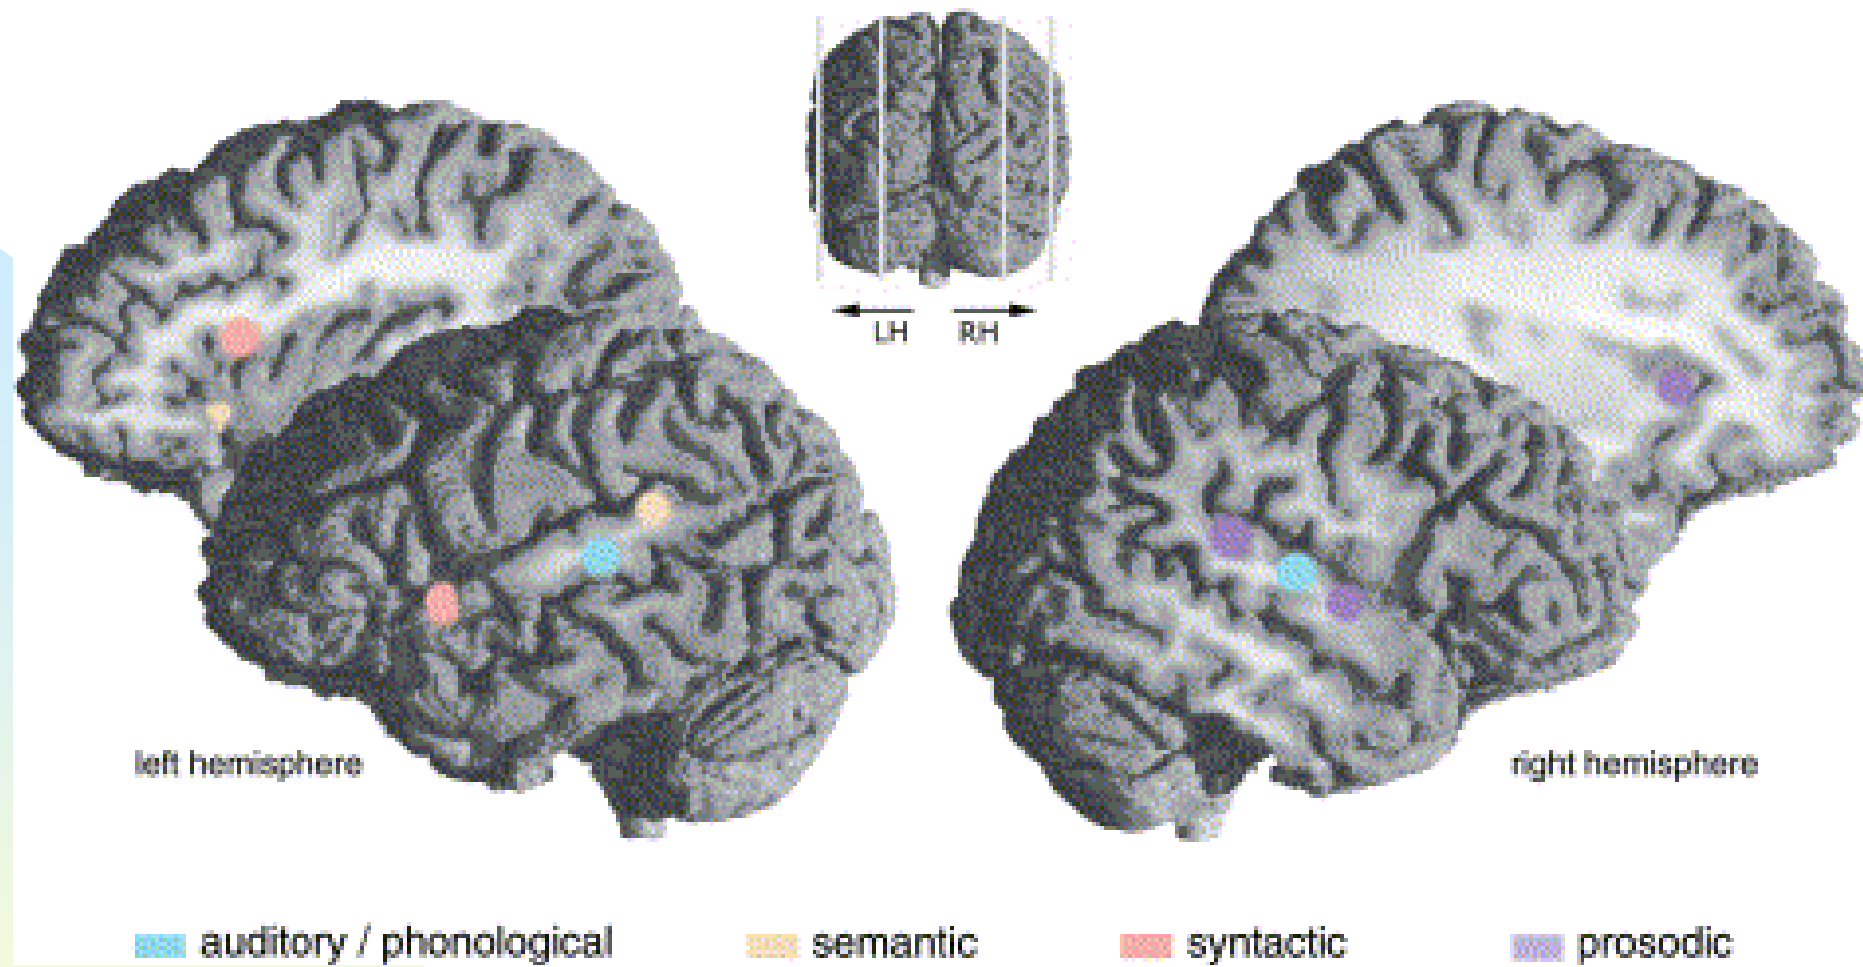 LH RH
left hemisphere
right hemisphere
auditory / phonological semantic syntactic prosodic